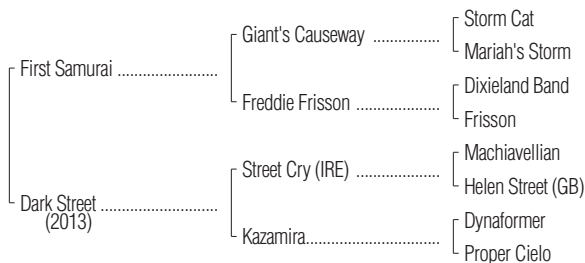 Storm Cat
Giant's Causeway ................
Mariah's Storm
First Samurai ........................
Dixieland Band
Freddie Frisson ...................
Frisson
Machiavellian
Street Cry (IRE) ....................
Helen Street (GB)
Dark Street ...........................
(2013)
Dynaformer
Kazamira................................
Proper Cielo